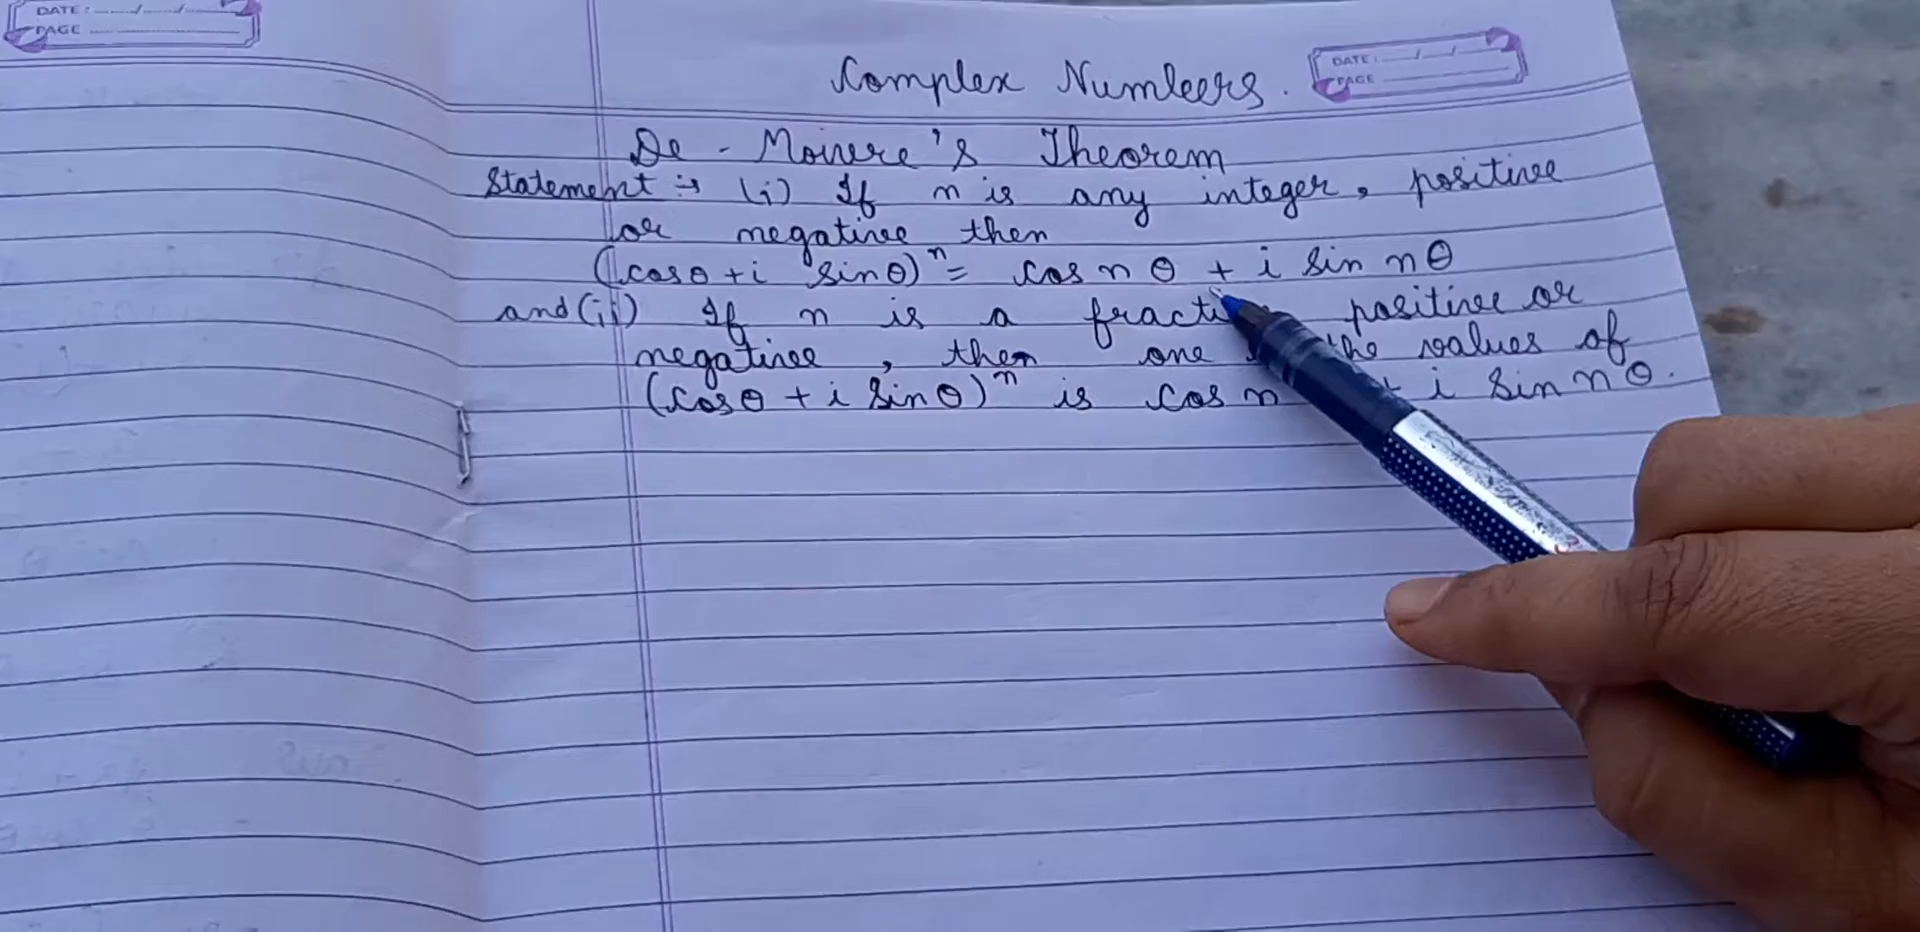 DATE :
PAGE
DATE :
PAGE
Complex Numbers.
De - Moivre's Theorem
Statement :- (i) If n is any integer, positive
or negative then
(cosθ + i sinθ)ⁿ = cos n θ + i sin nθ
and (ii) If n is a positive or
negative, then one the values of
(cosθ + i sinθ)ⁿ is cos n + i sin nθ.